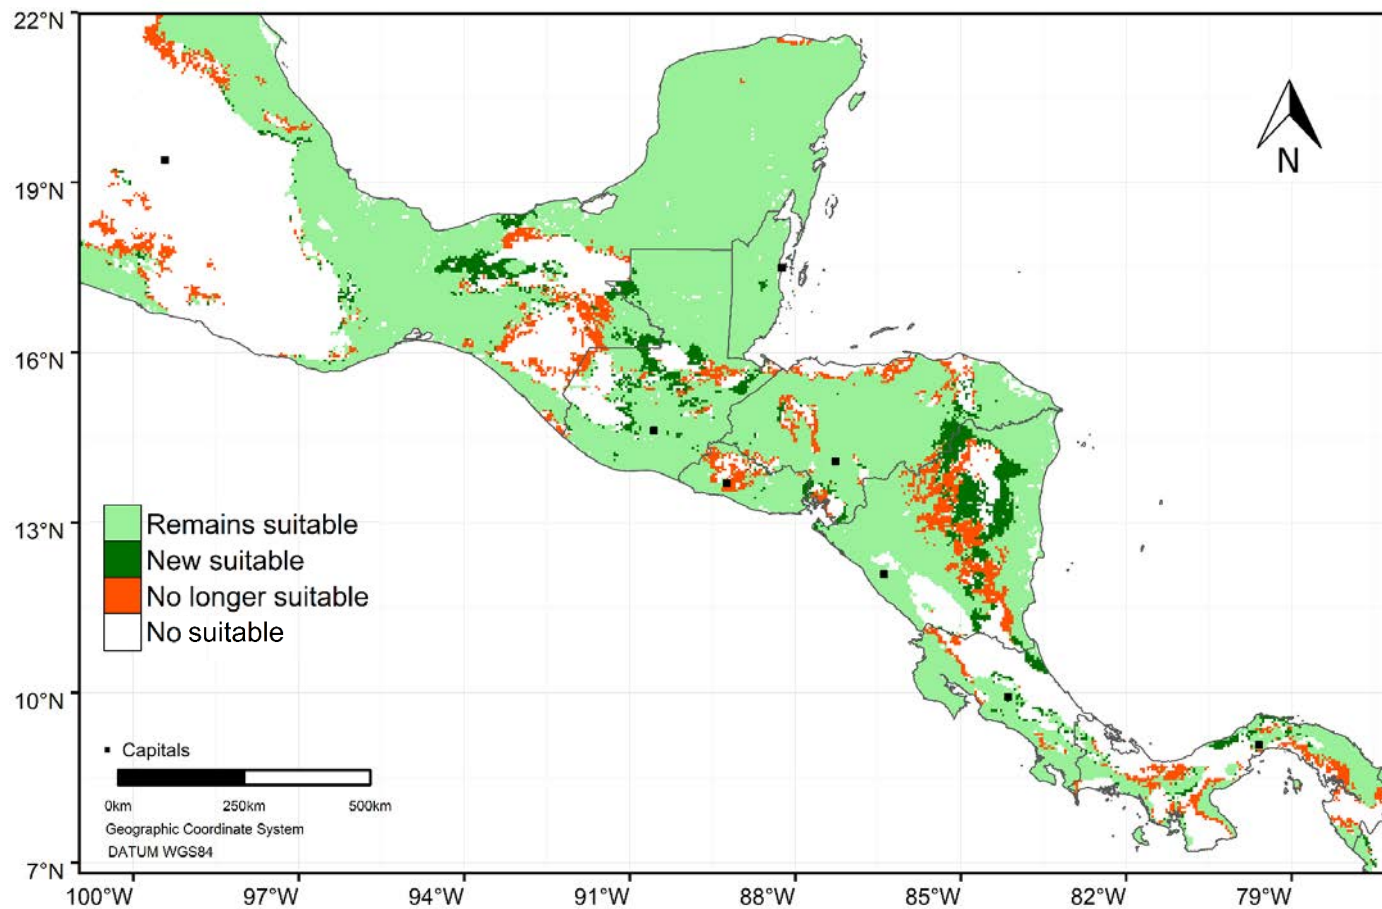 22°N
19°N
16°N
13°N
10°N
7°N
N
Remains suitable
New suitable
No longer suitable
No suitable
Capitals
0km 250km 500km
Geographic Coordinate System
DATUM WGS84
100°W 97°W 94°W 91°W 88°W 85°W 82°W 79°W